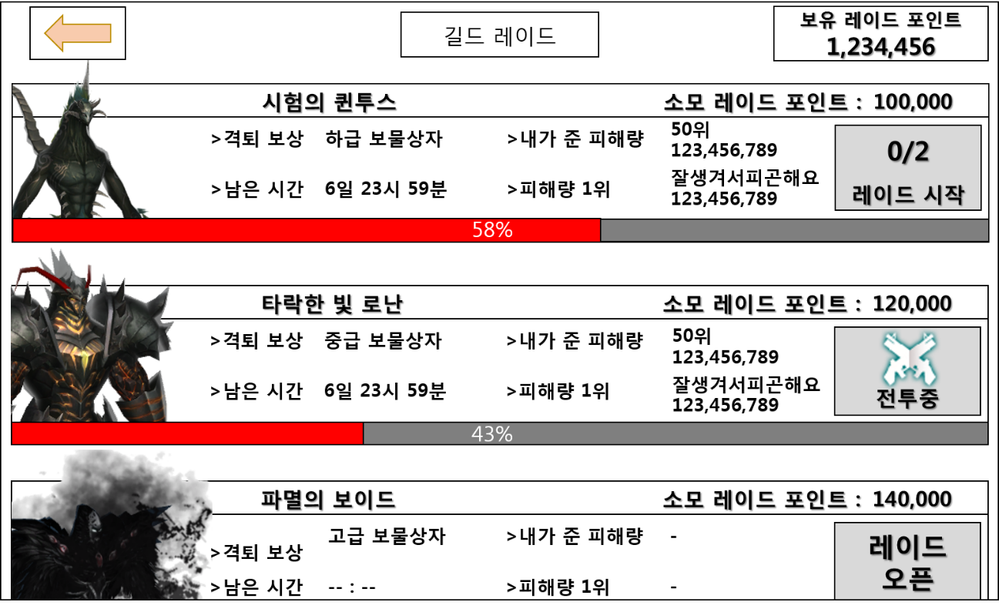 길드 레이드
보유 레이드 포인트
1,234,456
시험의 퀸투스
소모 레이드 포인트 : 100,000
>격퇴 보상 하급 보물상자
>내가 준 피해량
50위
123,456,789
>남은 시간 6일 23시 59분
>피해량 1위
잘생겨서피곤해요
123,456,789
0/2
레이드 시작
58%
타락한 빛 로난
소모 레이드 포인트 : 120,000
>격퇴 보상 중급 보물상자
>내가 준 피해량
50위
123,456,789
>남은 시간 6일 23시 59분
>피해량 1위
잘생겨서피곤해요
123,456,789
전투중
43%
파멸의 보이드
소모 레이드 포인트 : 140,000
>격퇴 보상 고급 보물상자
>내가 준 피해량 -
>남은 시간 -- : --
>피해량 1위 -
레이드
오픈